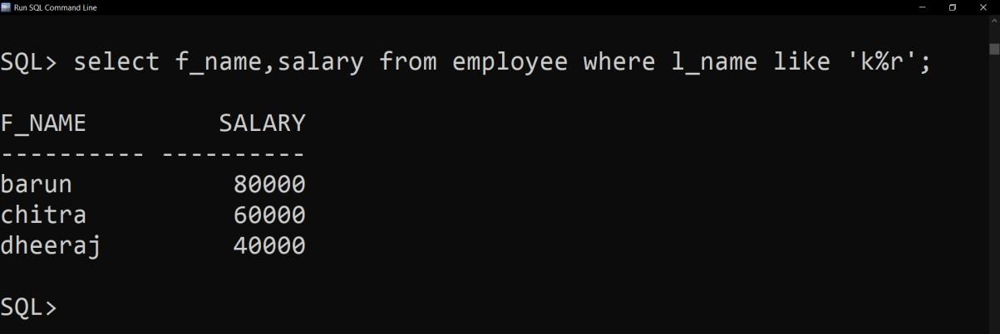 Run SQL Command Line
SQL> select f_name,salary from employee where l_name like 'k%r';
F_NAME SALARY
---------- ----------
barun 80000
chitra 60000
dheeraj 40000
SQL>